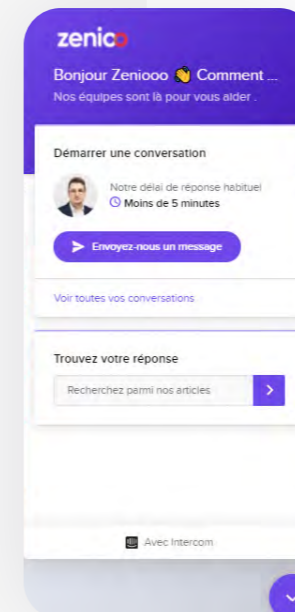 zenico
Bonjour Zeniooo 👋 Comment ...
Nos équipes sont là pour vous aider .
Démarrer une conversation
Notre délai de réponse habituel
Moins de 5 minutes
Envoyez-nous un message
Voir toutes vos conversations
Trouvez votre réponse
Recherchez parmi nos articles
Avec Intercom